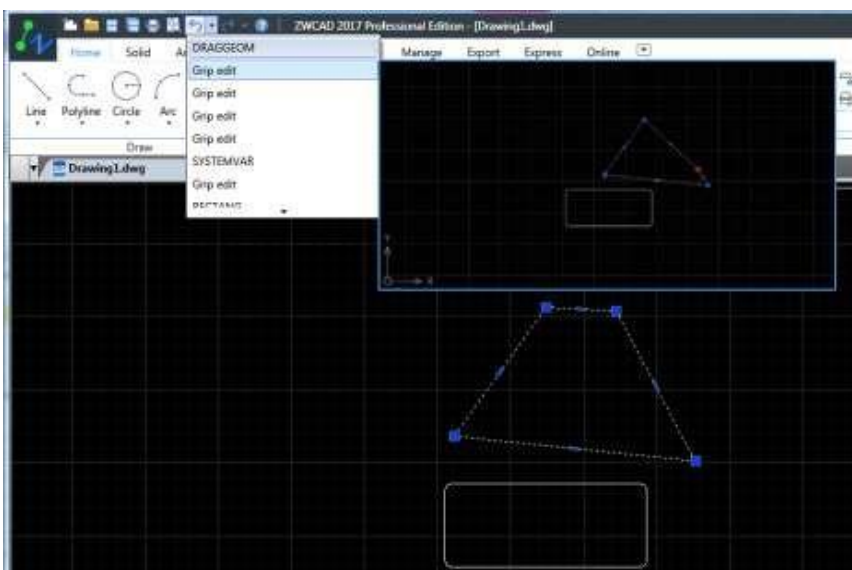 ZWCAD 2017 Professional Edition - [Drawing1.dwg]
Home Solid Manage Export Express Online
DRAGGEOM
Grip edit
Grip edit
Grip edit
Grip edit
SYSTEMVAR
Grip edit
RECTANG
Line Polyline Circle Arc
Draw
Drawing1.dwg
Y
X